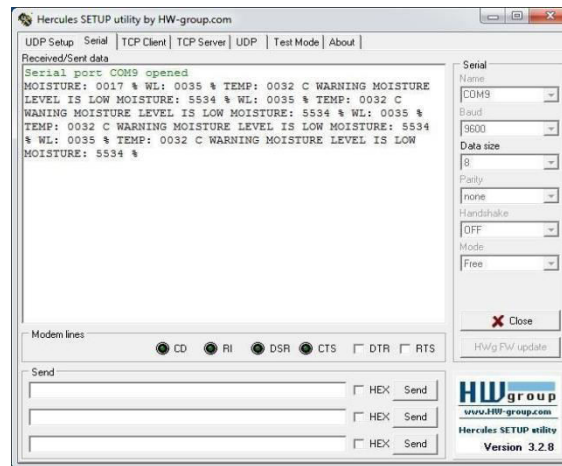 Hercules SETUP utility by HW-group.com
UDP Setup Serial TCP Client TCP Server UDP Test Mode About
Received/Sent data
Serial port COM9 opened
MOISTURE: 0017 % WL: 0035 % TEMP: 0032 C WARNING MOISTURE
LEVEL IS LOW MOISTURE: 5534 % WL: 0035 % TEMP: 0032 C
WANING MOISTURE LEVEL IS LOW MOISTURE: 5534 % WL: 0035 %
TEMP: 0032 C WARNING MOISTURE LEVEL IS LOW MOISTURE: 5534
% WL: 0035 % TEMP: 0032 C WARNING MOISTURE LEVEL IS LOW
MOISTURE: 5534 %
Serial
Name
COM9
Baud
9600
Data size
8
Parity
none
Handshake
OFF
Mode
Free
Close
HWg FW update
Modem lines
CD RI DSR CTS DTR RTS
Send
HEX Send
HEX Send
HEX Send
HWgroup
www.HW-group.com
Hercules SETUP utility
Version 3.2.8